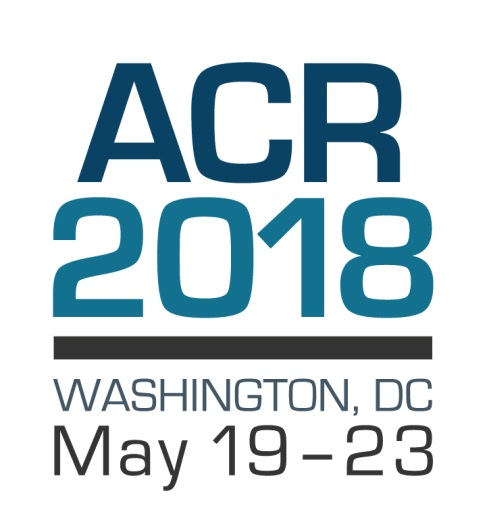 ACR
2018
WASHINGTON, DC
May 19–23